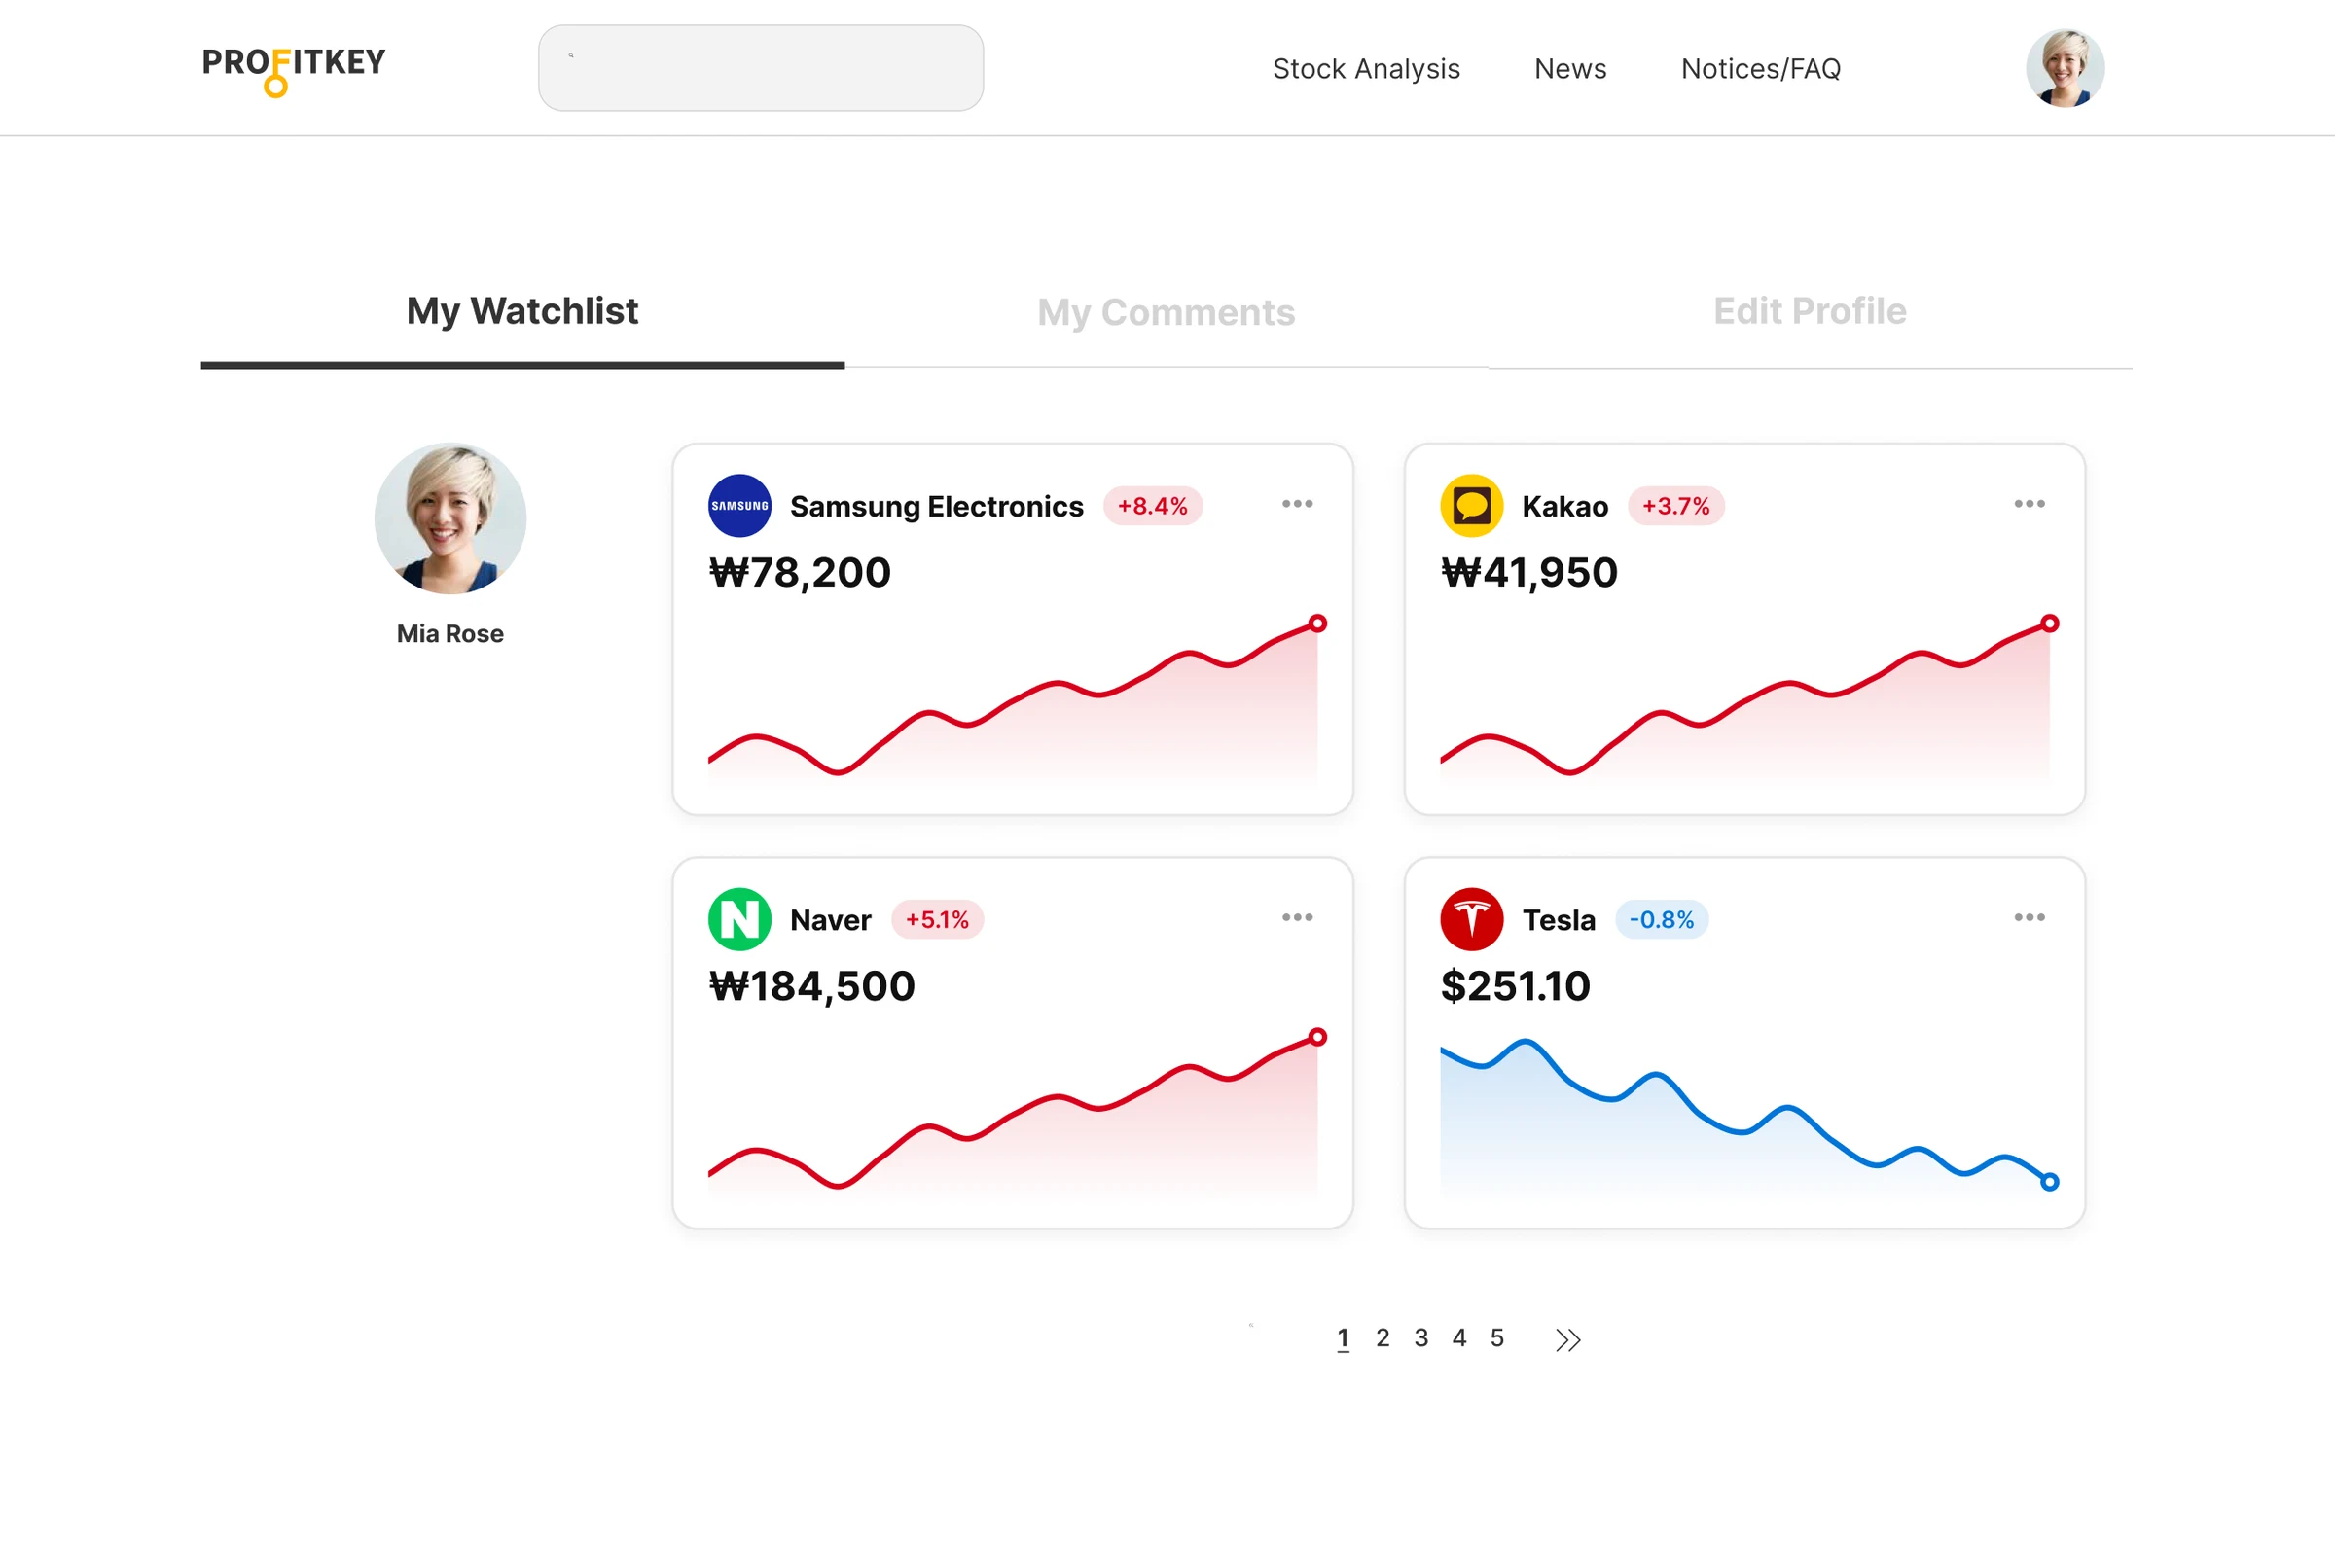 PROFITKEY
Stock Analysis
News
Notices/FAQ
My Watchlist
My Comments
Edit Profile
Mia Rose
SAMSUNG
Samsung Electronics
+8.4%
₩78,200
Kakao
+3.7%
₩41,950
N
Naver
+5.1%
₩184,500
Tesla
-0.8%
$251.10
1 2 3 4 5